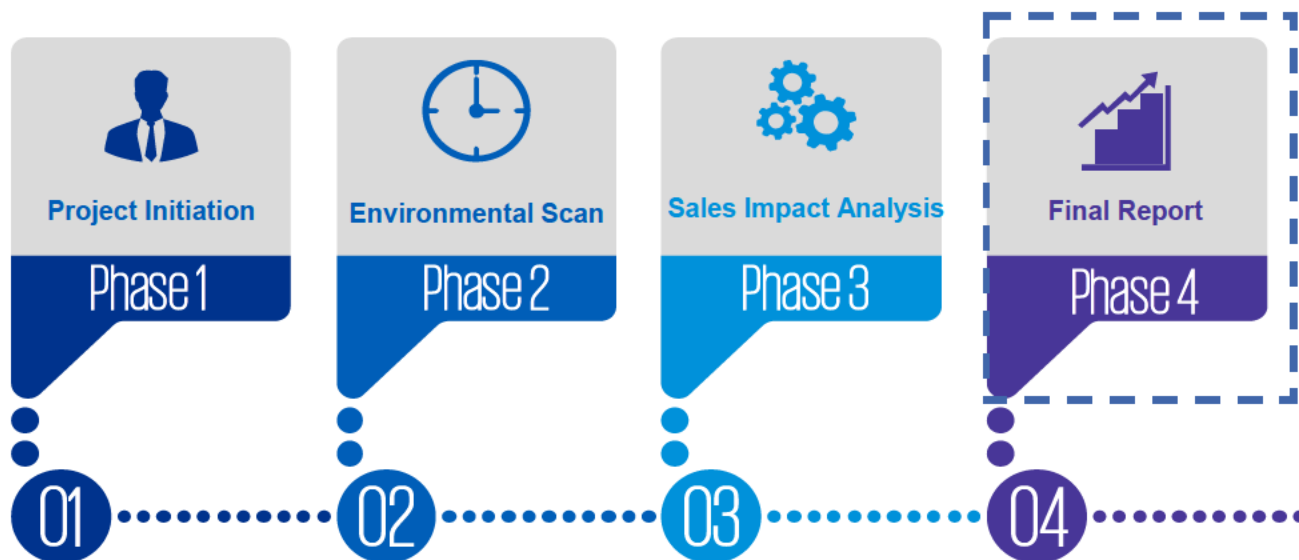 Project Initiation
Phase 1
01
Environmental Scan
Phase 2
02
Sales Impact Analysis
Phase 3
03
Final Report
Phase 4
04